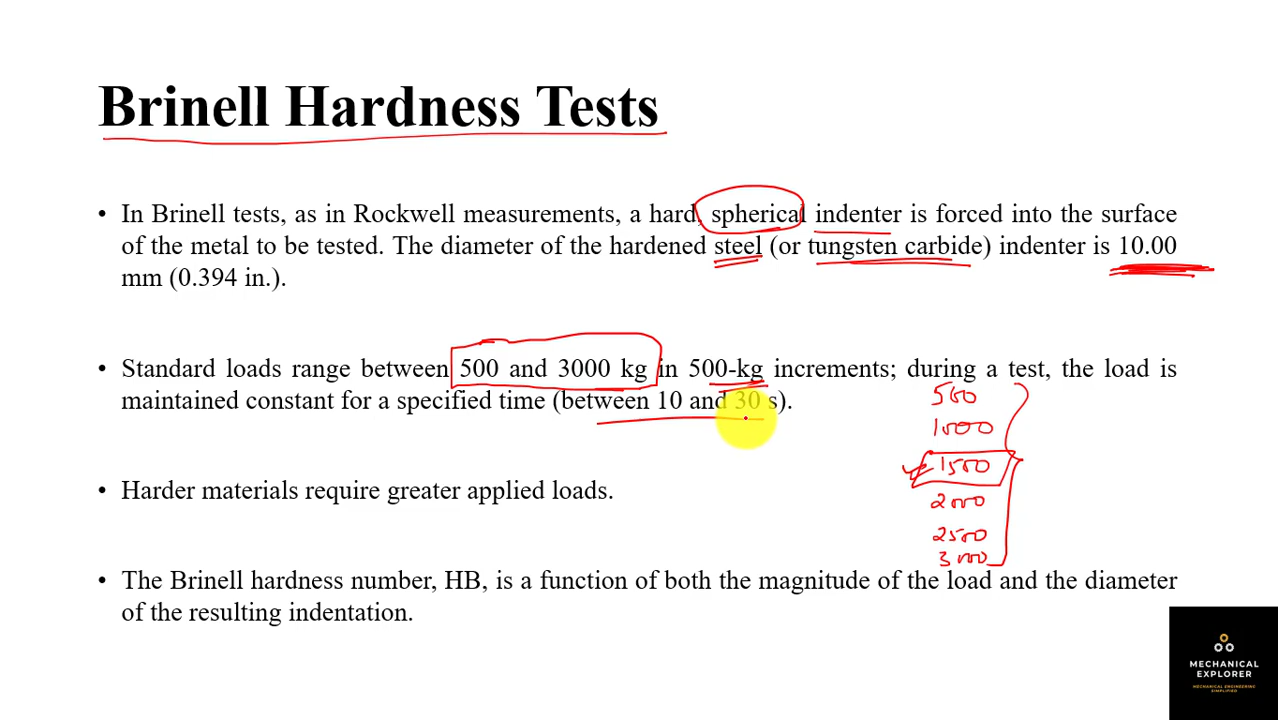 Brinell Hardness Tests
• In Brinell tests, as in Rockwell measurements, a hard, spherical indenter is forced into the surface
of the metal to be tested. The diameter of the hardened steel (or tungsten carbide) indenter is 10.00
mm (0.394 in.).
• Standard loads range between 500 and 3000 kg in 500-kg increments; during a test, the load is
maintained constant for a specified time (between 10 and 30 s).
500
1000
1500
2000
2500
3000
• Harder materials require greater applied loads.
• The Brinell hardness number, HB, is a function of both the magnitude of the load and the diameter
of the resulting indentation.
MECHANICAL
EXPLORER
MECHANICAL ENGINEERING
SIMPLIFIED